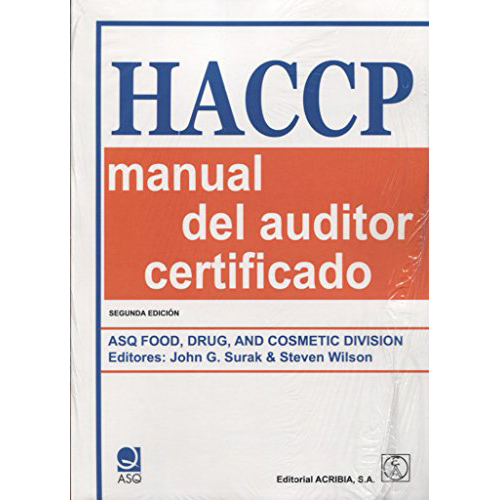 HACCP
manual
del auditor
certificado
SEGUNDA EDICIÓN
ASQ FOOD, DRUG, AND COSMETIC DIVISION
Editores: John G. Surak & Steven Wilson
ASQ
Editorial ACRIBIA, S.A.